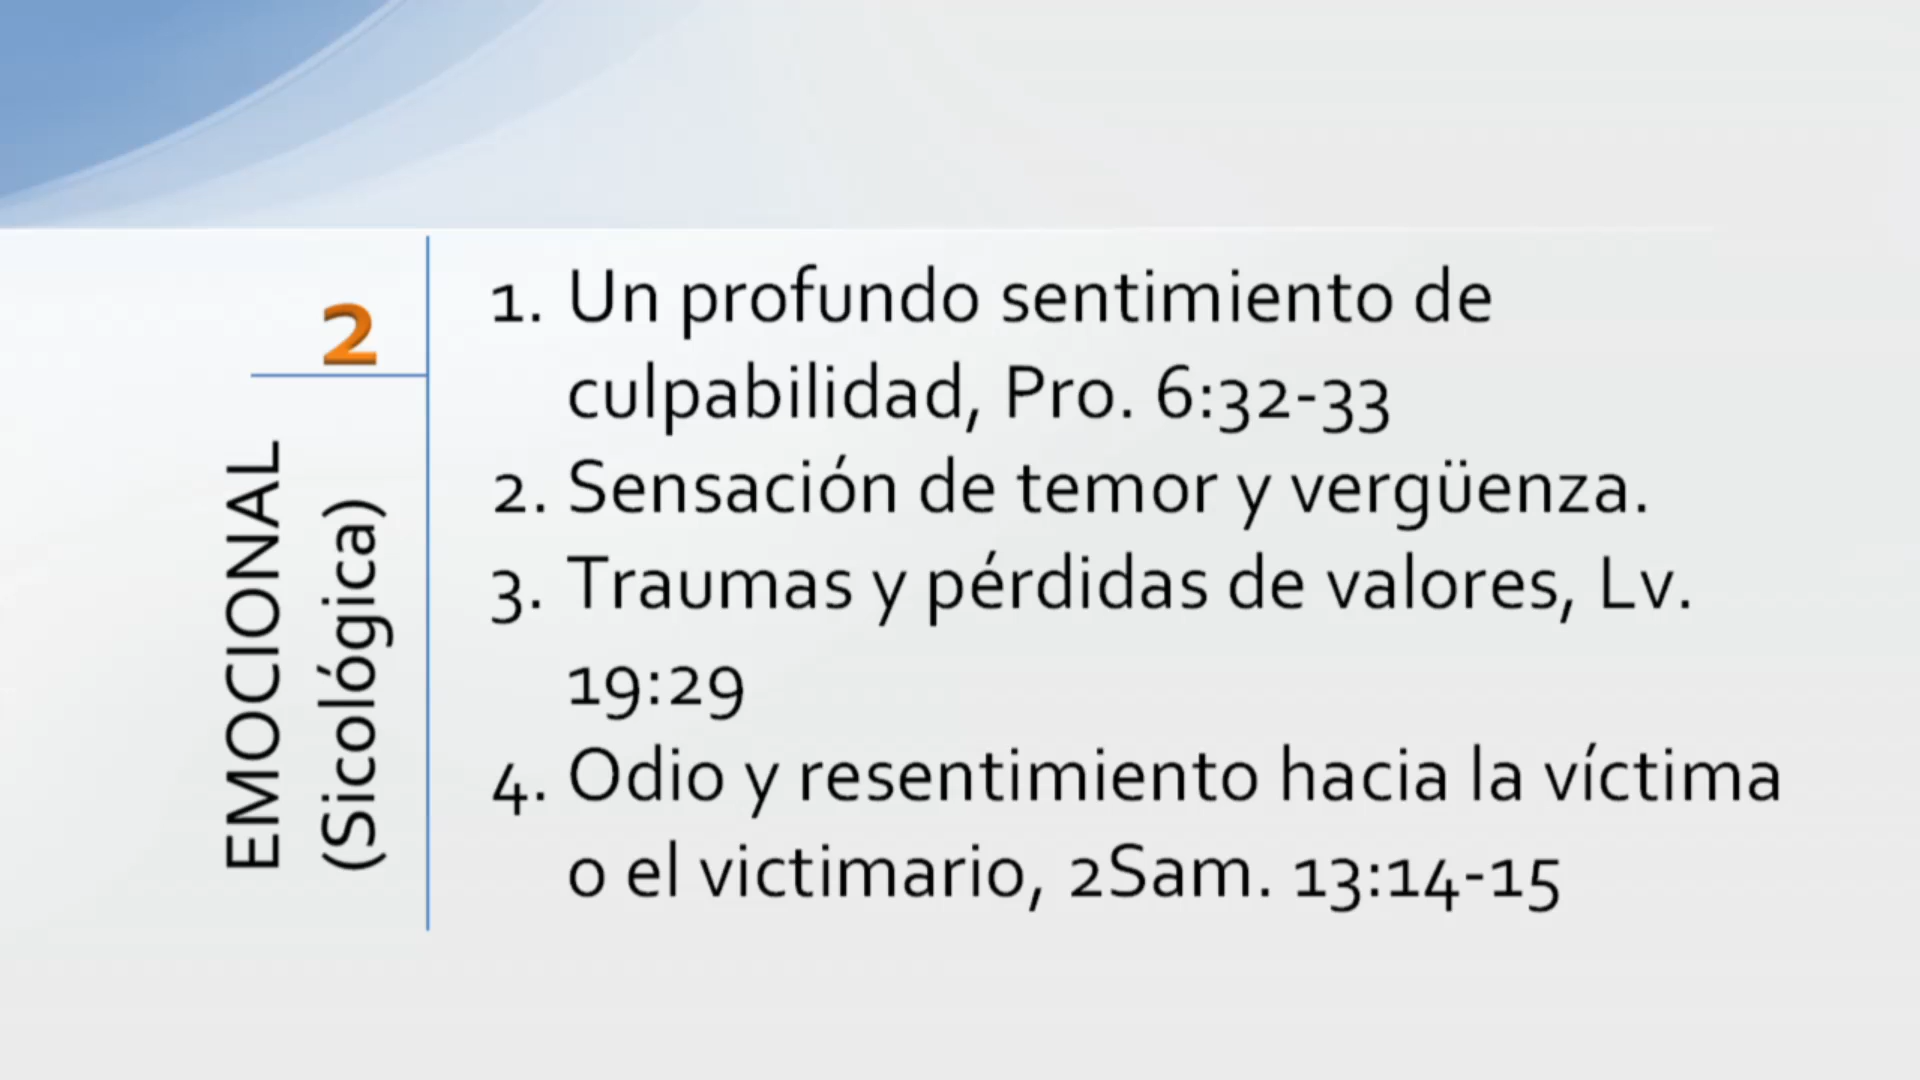 2
EMOCIONAL
(Sicológica)
1. Un profundo sentimiento de
culpabilidad, Pro. 6:32-33
2. Sensación de temor y vergüenza.
3. Traumas y pérdidas de valores, Lv.
19:29
4. Odio y resentimiento hacia la víctima
o el victimario, 2Sam. 13:14-15